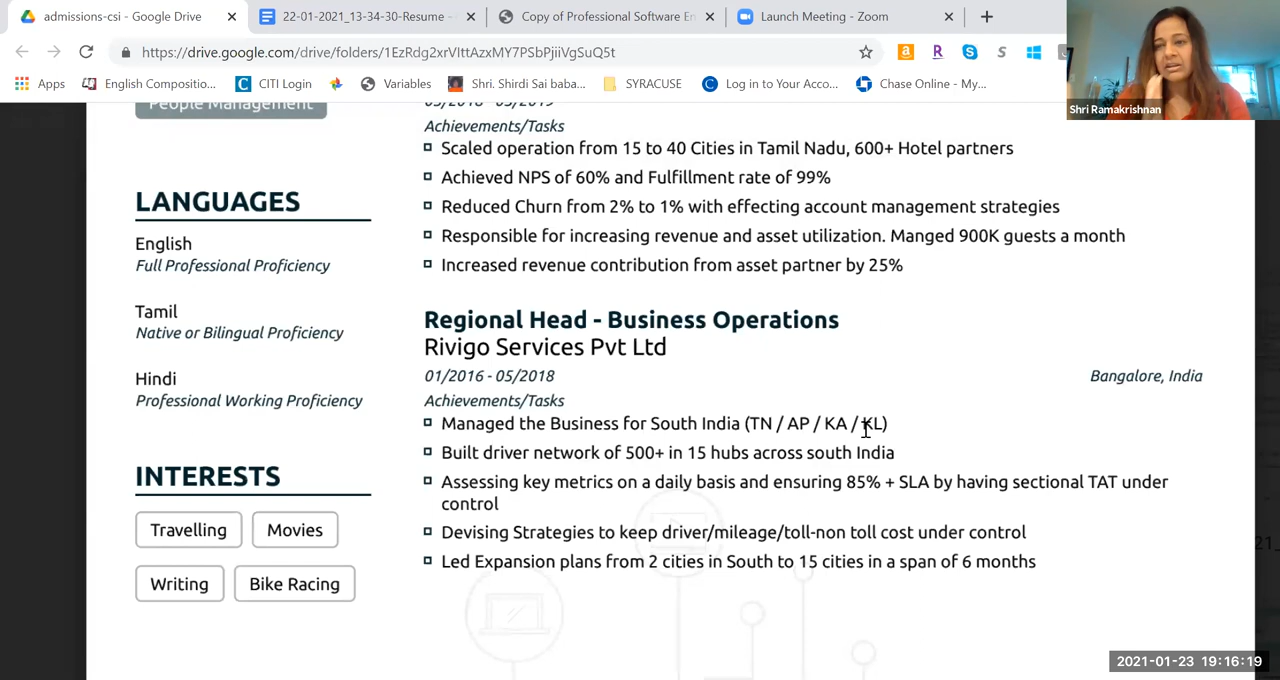 admissions-csi - Google Drive
22-01-2021_13-34-30-Resume -
Copy of Professional Software En
Launch Meeting - Zoom
https://drive.google.com/drive/folders/1EzRdg2xrVIttAzxMY7PSbPjiiVgSuQ5t
Apps
English Compositio...
CITI Login
Variables
Shri. Shirdi Sai baba...
SYRACUSE
Log in to Your Acco...
Chase Online - My...
Shri Ramakrishnan
People Management
LANGUAGES
English
Full Professional Proficiency
Tamil
Native or Bilingual Proficiency
Hindi
Professional Working Proficiency
INTERESTS
Travelling
Movies
Writing
Bike Racing
05/2018 - 05/2019
Achievements/Tasks
Scaled operation from 15 to 40 Cities in Tamil Nadu, 600+ Hotel partners
Achieved NPS of 60% and Fulfillment rate of 99%
Reduced Churn from 2% to 1% with effecting account management strategies
Responsible for increasing revenue and asset utilization. Manged 900K guests a month
Increased revenue contribution from asset partner by 25%
Regional Head - Business Operations
Rivigo Services Pvt Ltd
01/2016 - 05/2018
Bangalore, India
Achievements/Tasks
Managed the Business for South India (TN / AP / KA / KL)
Built driver network of 500+ in 15 hubs across south India
Assessing key metrics on a daily basis and ensuring 85% + SLA by having sectional TAT under
control
Devising Strategies to keep driver/mileage/toll-non toll cost under control
Led Expansion plans from 2 cities in South to 15 cities in a span of 6 months
2021-01-23 19:16:19